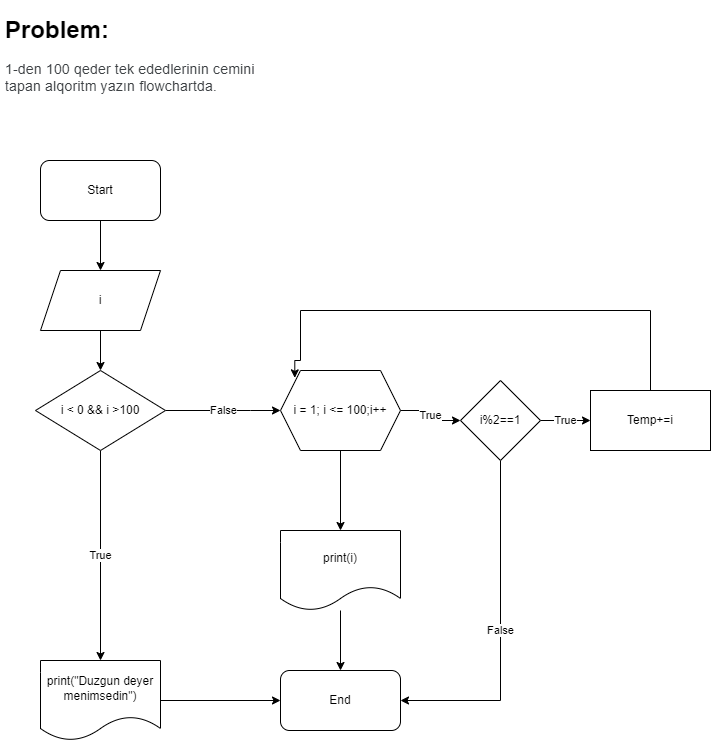 Problem:
1-den 100 qeder tek ededlerinin cemini
tapan alqoritm yazın flowchartda.
Start
i
i < 0 && i >100
False
i = 1; i <= 100;i++
True
i%2==1
True
Temp+=i
print(i)
True
False
print("Duzgun deyer
menimsedin")
End